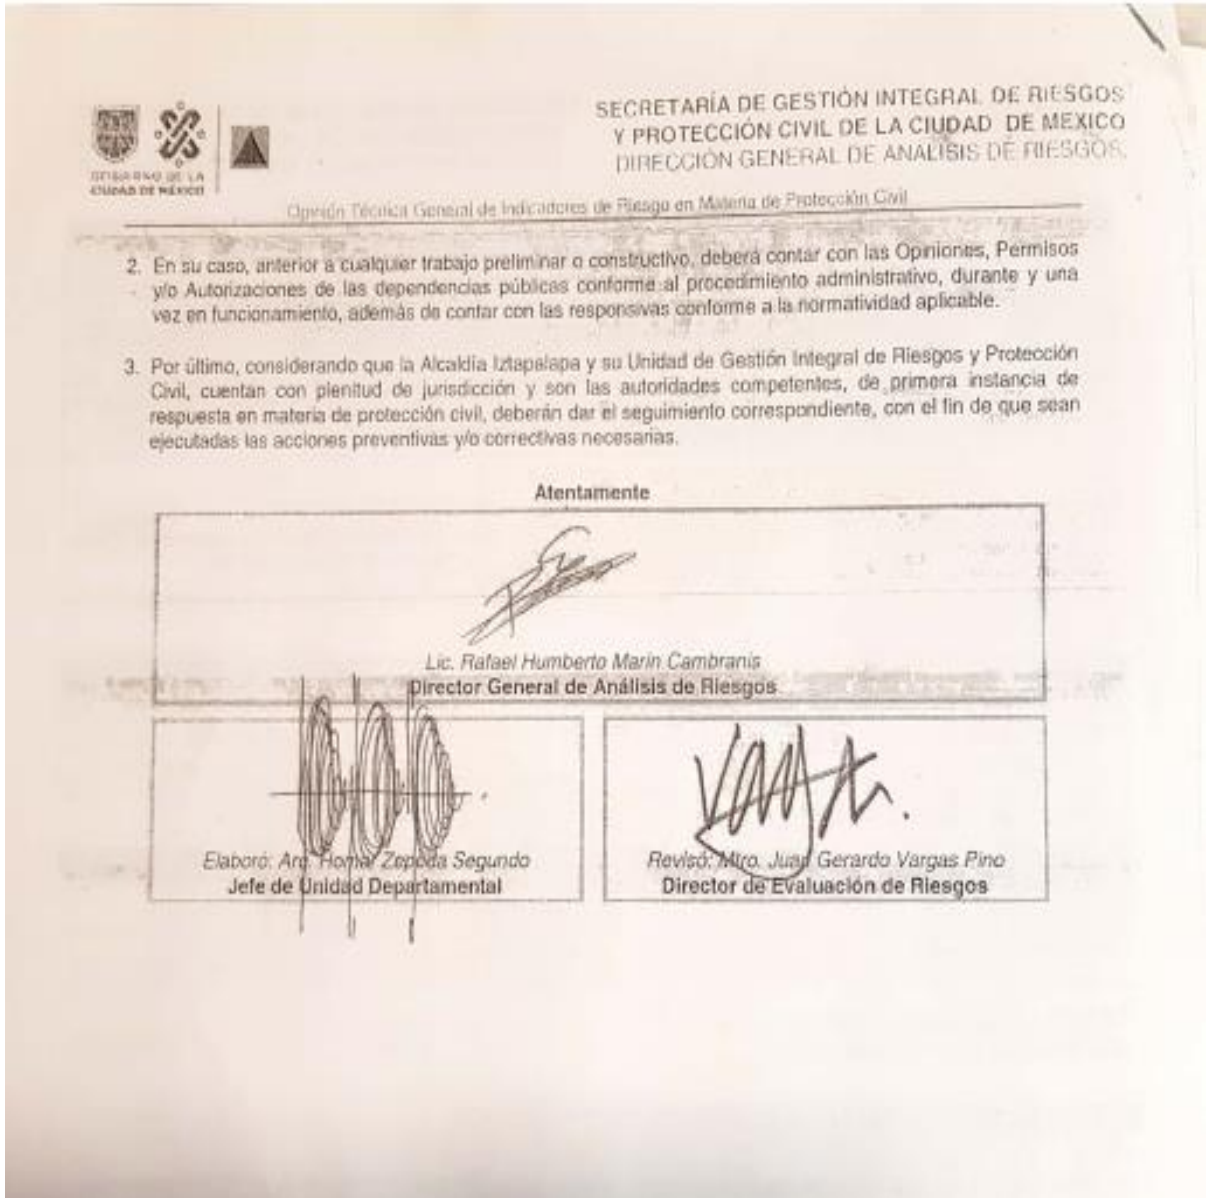 SECRETARÍA DE GESTIÓN INTEGRAL DE RIESGOS
Y PROTECCIÓN CIVIL DE LA CIUDAD DE MÉXICO
DIRECCIÓN GENERAL DE ANÁLISIS DE RIESGOS.
GOBIERNO DE LA
CIUDAD DE MÉXICO
Opinión Técnica General de Indicadores de Riesgo en Materia de Protección Civil
2. En su caso, anterior a cualquier trabajo preliminar o constructivo, deberá contar con las Opiniones, Permisos
y/o Autorizaciones de las dependencias públicas conforme al procedimiento administrativo, durante y una
vez en funcionamiento, además de contar con las responsivas conforme a la normatividad aplicable.
3. Por último, considerando que la Alcaldía Iztapalapa y su Unidad de Gestión Integral de Riesgos y Protección
Civil, cuentan con plenitud de jurisdicción y son las autoridades competentes, de primera instancia de
respuesta en materia de protección civil, deberán dar el seguimiento correspondiente, con el fin de que sean
ejecutadas las acciones preventivas y/o correctivas necesarias.
Atentamente
Lic. Rafael Humberto Marín Cambranis
Director General de Análisis de Riesgos
Elaboró: Arq. Homar Zepeda Segundo
Jefe de Unidad Departamental
Revisó: Mtro. Juan Gerardo Vargas Pino
Director de Evaluación de Riesgos